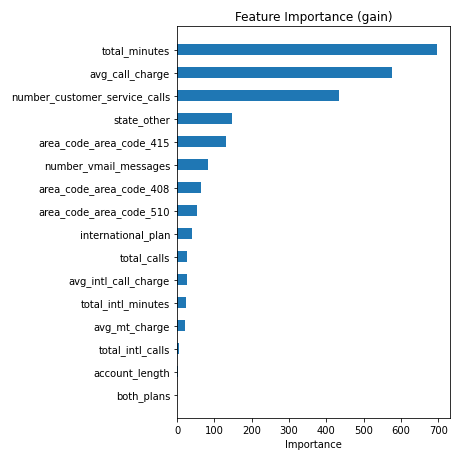 Feature Importance (gain)
total_minutes
avg_call_charge
number_customer_service_calls
state_other
area_code_area_code_415
number_vmail_messages
area_code_area_code_408
area_code_area_code_510
international_plan
total_calls
avg_intl_call_charge
total_intl_minutes
avg_mt_charge
total_intl_calls
account_length
both_plans
0 100 200 300 400 500 600 700
Importance